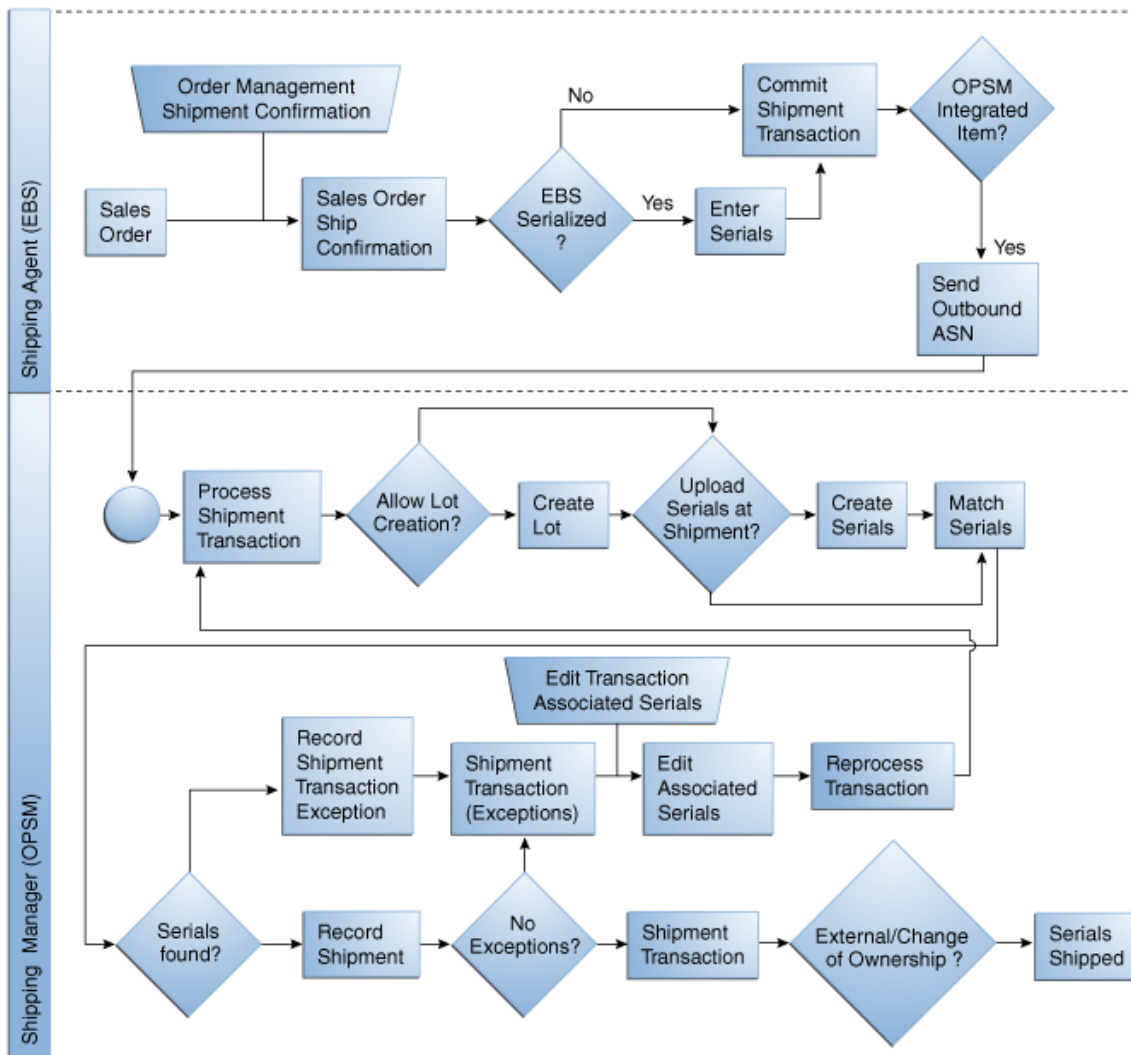 Shipping Agent (EBS)
Order Management
Shipment Confirmation
Sales
Order
Sales Order
Ship
Confirmation
EBS
Serialized
?
No
Yes
Enter
Serials
Commit
Shipment
Transaction
OPSM
Integrated
Item?
Yes
Send
Outbound
ASN
Shipping Manager (OPSM)
Process
Shipment
Transaction
Allow Lot
Creation?
Create
Lot
Upload
Serials at
Shipment?
Create
Serials
Match
Serials
Edit Transaction
Associated Serials
Record
Shipment
Transaction
Exception
Shipment
Transaction
(Exceptions)
Edit
Associated
Serials
Reprocess
Transaction
Serials
found?
Record
Shipment
No
Exceptions?
Shipment
Transaction
External/Change
of Ownership ?
Serials
Shipped